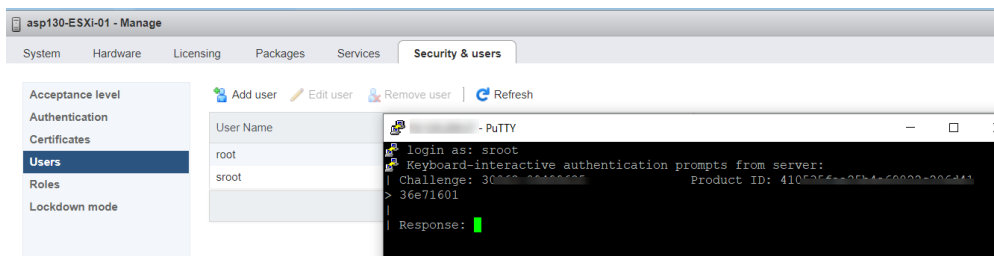 asp130-ESXi-01 - Manage
System Hardware Licensing Packages Services Security & users
Acceptance level
Authentication
Certificates
Users
Roles
Lockdown mode
Add user Edit user Remove user Refresh
User Name
root
sroot
- PuTTY
login as: sroot
Keyboard-interactive authentication prompts from server:
| Challenge: Product ID:
> 36e71601
|
| Response: